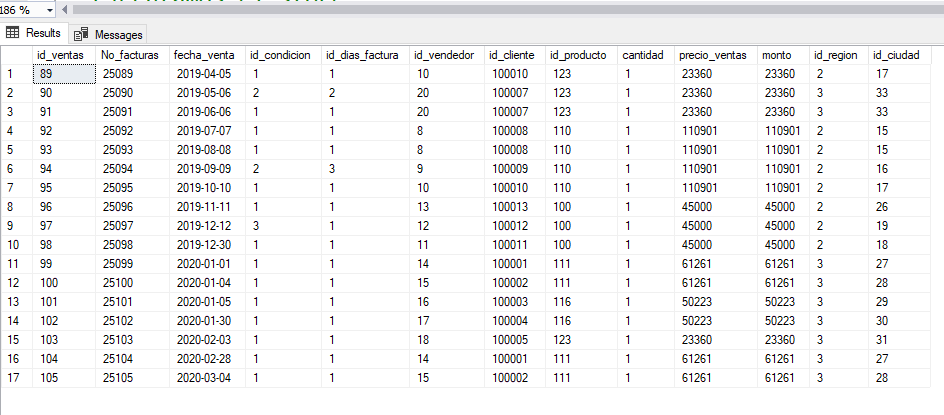 186 %
Results Messages
id_ventas No_facturas fecha_venta id_condicion id_dias_factura id_vendedor id_cliente id_producto cantidad precio_ventas monto id_region id_ciudad
1 89 25089 2019-04-05 1 1 10 100010 123 1 23360 23360 2 17
2 90 25090 2019-05-06 2 2 20 100007 123 1 23360 23360 3 33
3 91 25091 2019-06-06 1 1 20 100007 123 1 23360 23360 3 33
4 92 25092 2019-07-07 1 1 8 100008 110 1 110901 110901 2 15
5 93 25093 2019-08-08 1 1 8 100008 110 1 110901 110901 2 15
6 94 25094 2019-09-09 2 3 9 100009 110 1 110901 110901 2 16
7 95 25095 2019-10-10 1 1 10 100010 110 1 110901 110901 2 17
8 96 25096 2019-11-11 1 1 13 100013 100 1 45000 45000 2 26
9 97 25097 2019-12-12 3 1 12 100012 100 1 45000 45000 2 19
10 98 25098 2019-12-30 1 1 11 100011 100 1 45000 45000 2 18
11 99 25099 2020-01-01 1 1 14 100001 111 1 61261 61261 3 27
12 100 25100 2020-01-04 1 1 15 100002 111 1 61261 61261 3 28
13 101 25101 2020-01-05 1 1 16 100003 116 1 50223 50223 3 29
14 102 25102 2020-01-30 1 1 17 100004 116 1 50223 50223 3 30
15 103 25103 2020-02-03 1 1 18 100005 123 1 23360 23360 3 31
16 104 25104 2020-02-28 1 1 14 100001 111 1 61261 61261 3 27
17 105 25105 2020-03-04 1 1 15 100002 111 1 61261 61261 3 28